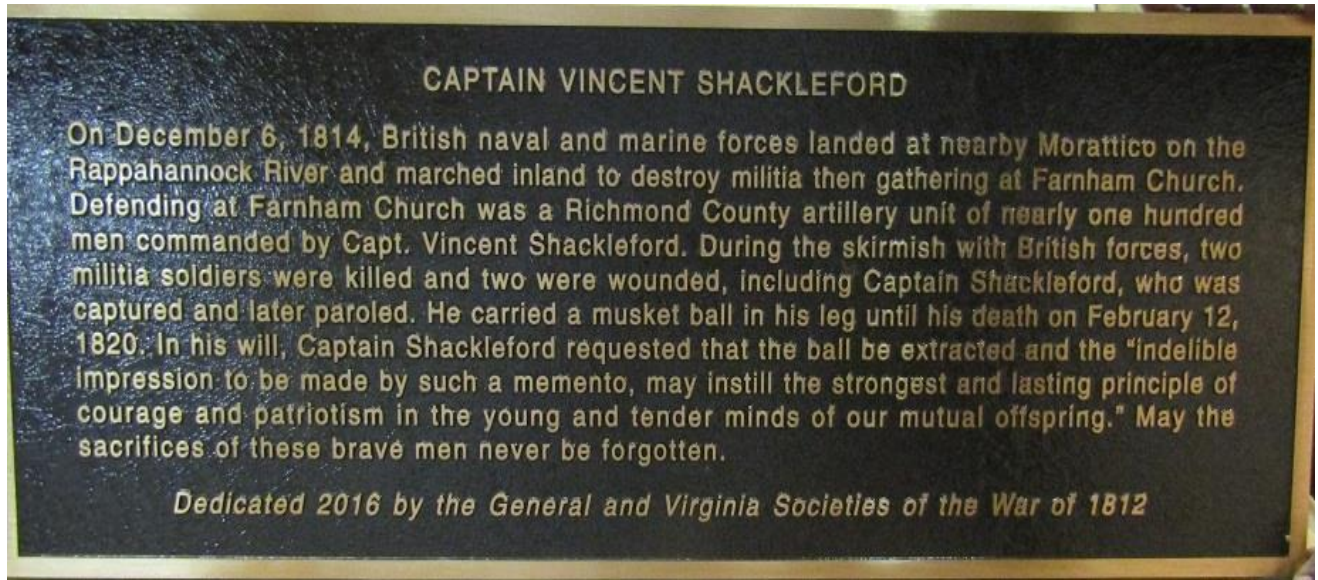 CAPTAIN VINCENT SHACKLEFORD
On December 6, 1814, British naval and marine forces landed at nearby Morattico on the
Rappahannock River and marched inland to destroy militia then gathering at Farnham Church.
Defending at Farnham Church was a Richmond County artillery unit of nearly one hundred
men commanded by Capt. Vincent Shackleford. During the skirmish with British forces, two
militia soldiers were killed and two were wounded, including Captain Shackleford, who was
captured and later paroled. He carried a musket ball in his leg until his death on February 12,
1820. In his will, Captain Shackleford requested that the ball be extracted and the "indelible
impression to be made by such a memento, may instill the strongest and lasting principle of
courage and patriotism in the young and tender minds of our mutual offspring." May the
sacrifices of these brave men never be forgotten.
Dedicated 2016 by the General and Virginia Societies of the War of 1812